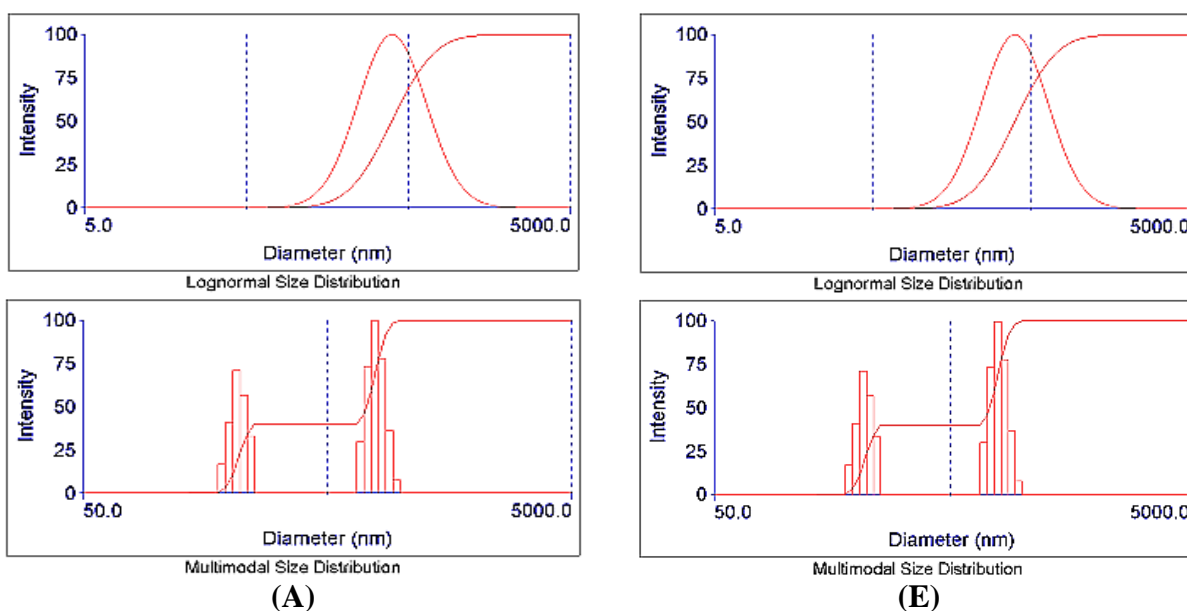 100
75
50
25
0
Intensity
5.0
5000.0
Diameter (nm)
Lognormal Size Distribution
100
75
50
25
0
Intensity
50.0
5000.0
Diameter (nm)
Multimodal Size Distribution
(A)
100
75
50
25
0
Intensity
5.0
5000.0
Diameter (nm)
Lognormal Size Distribution
100
75
50
25
0
Intensity
50.0
5000.0
Diameter (nm)
Multimodal Size Distribution
(E)